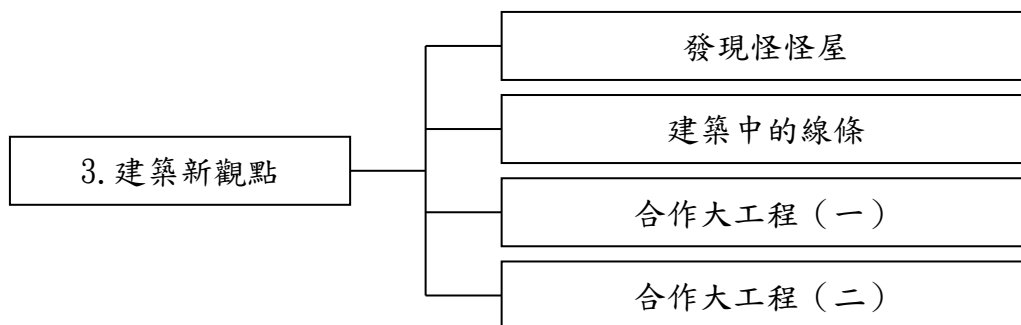 發現怪怪屋
建築中的線條
3.建築新觀點
合作大工程（一）
合作大工程（二）